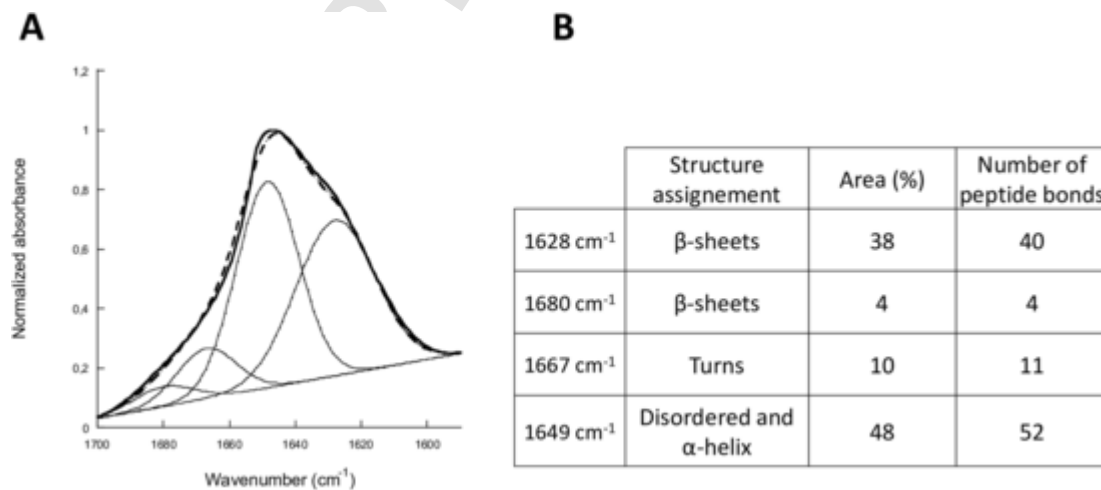 A
B
1,2
1
0,8
0,6
0,4
0,2
0
1700
1680
1660
1640
1620
1600
Normalized absorbance
Wavenumber (cm-1)
Structure
assignement
Area (%)
Number of
peptide bonds
1628 cm-1
β-sheets
38
40
1680 cm-1
β-sheets
4
4
1667 cm-1
Turns
10
11
1649 cm-1
Disordered and
α-helix
48
52